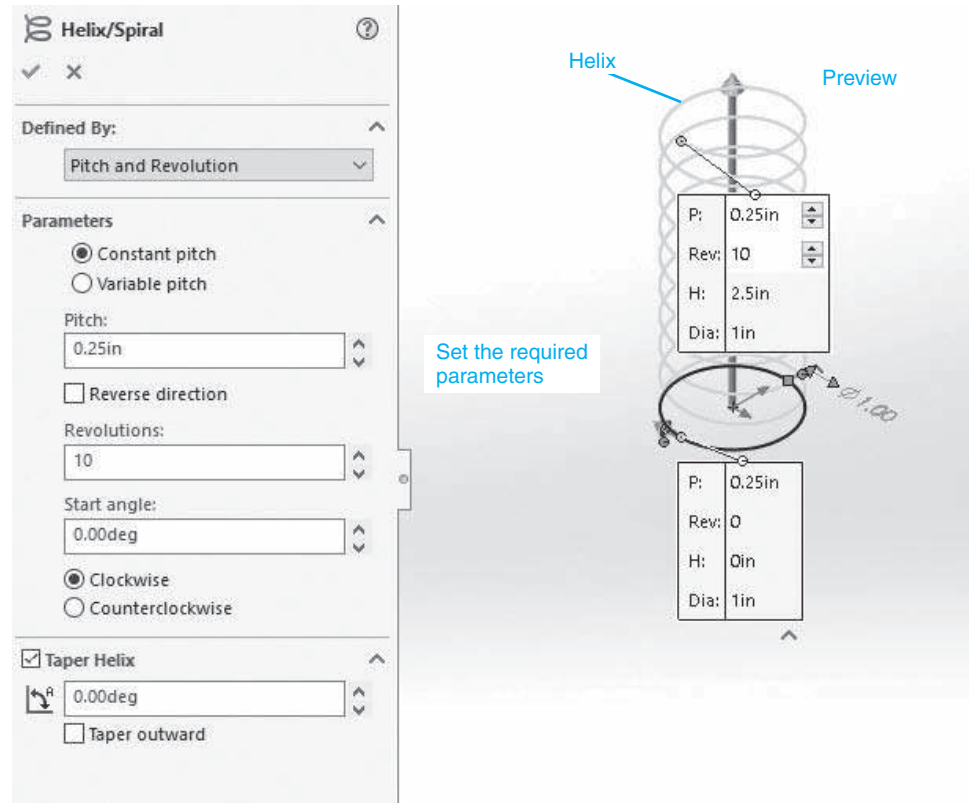 Helix/Spiral
?
Defined By:
Pitch and Revolution
Parameters
Constant pitch
Variable pitch
Pitch:
0.25in
Reverse direction
Revolutions:
10
Start angle:
0.00deg
Clockwise
Counterclockwise
Taper Helix
A
0.00deg
Taper outward
Set the required
parameters
Helix
Preview
P: 0.25in
Rev: 10
H: 2.5in
Dia: 1in
Ø1.00
P: 0.25in
Rev: 0
H: 0in
Dia: 1in